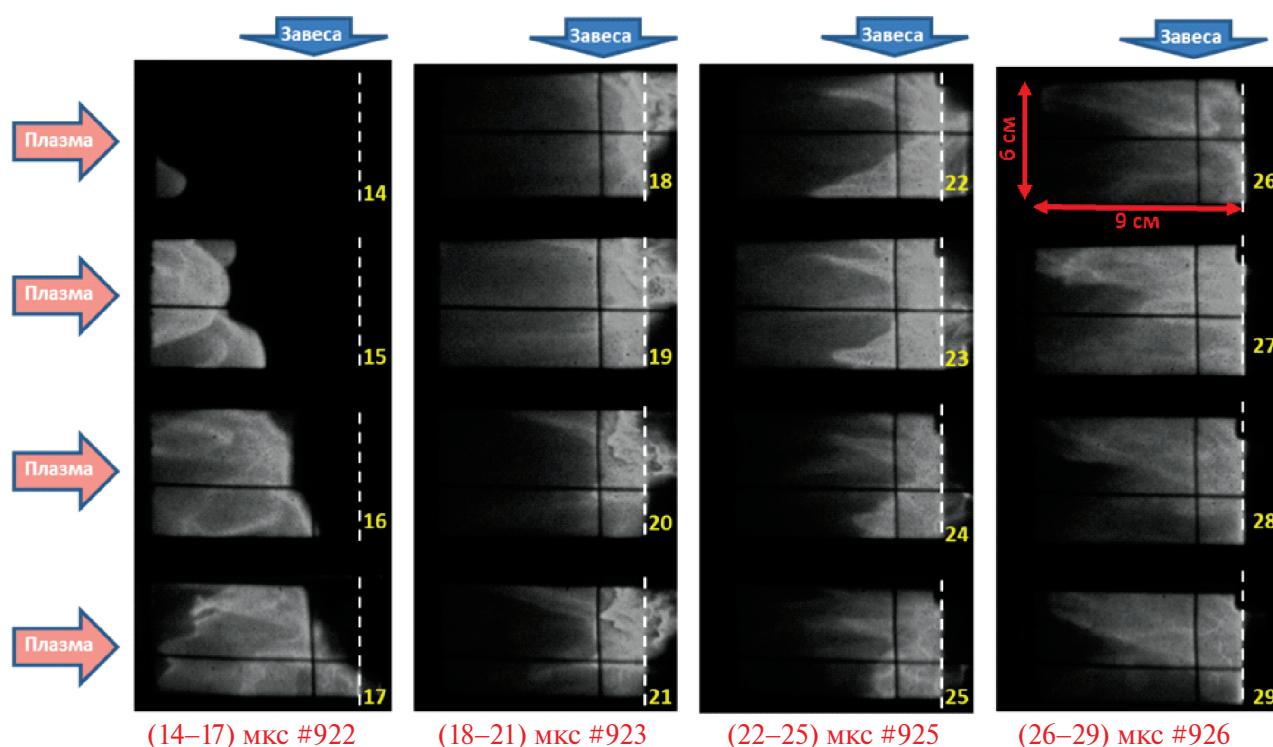 Завеса Завеса Завеса Завеса
Плазма 14 18 22 26
6 см
9 см
Плазма 15 19 23 27
Плазма 16 20 24 28
Плазма 17 21 25 29
(14–17) мкс #922 (18–21) мкс #923 (22–25) мкс #925 (26–29) мкс #926